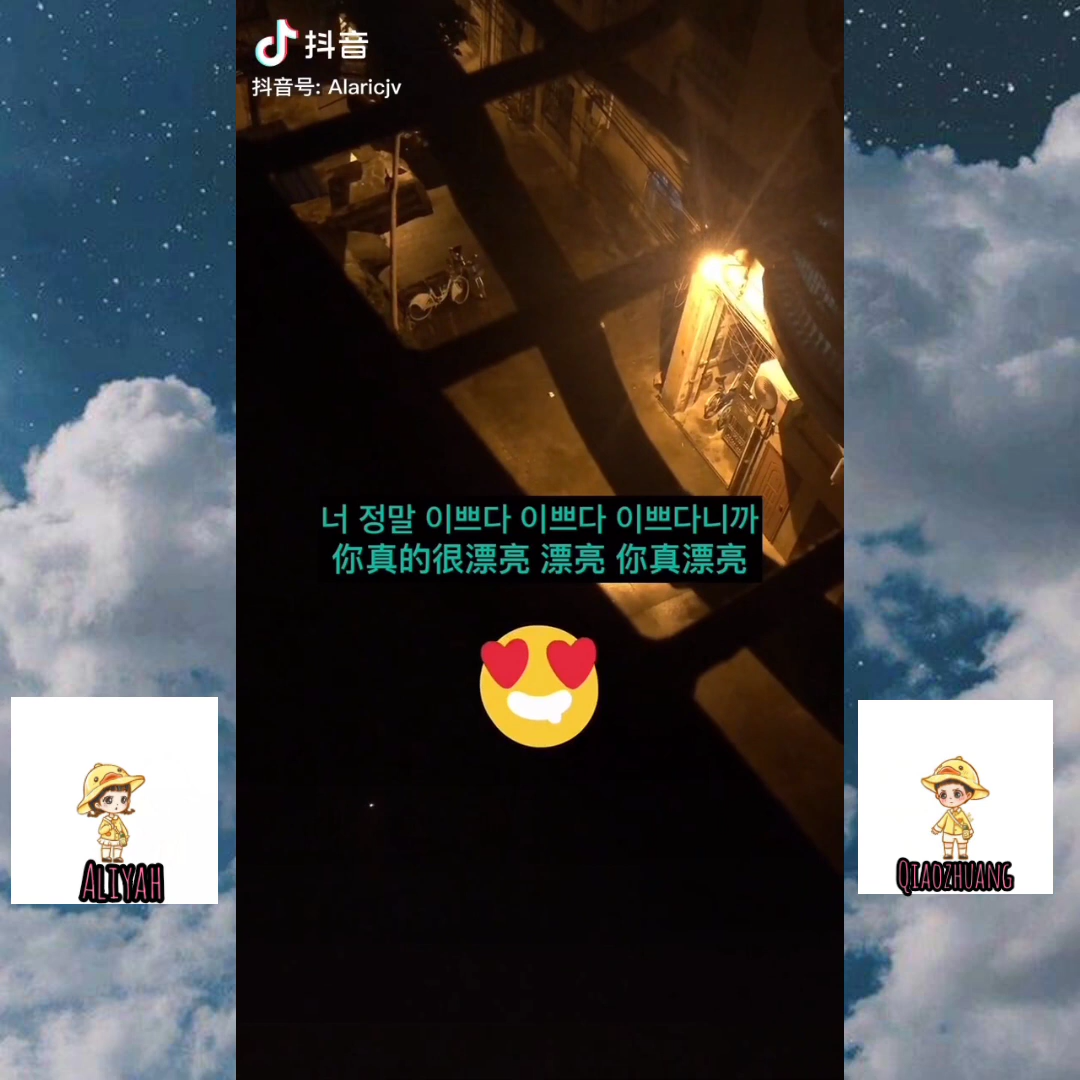 抖音
抖音号: Alaricjv
너 정말 이쁘다 이쁘다 이쁘다니까
你真的很漂亮 漂亮 你真漂亮
ALIYAH
QIAOZHUANG